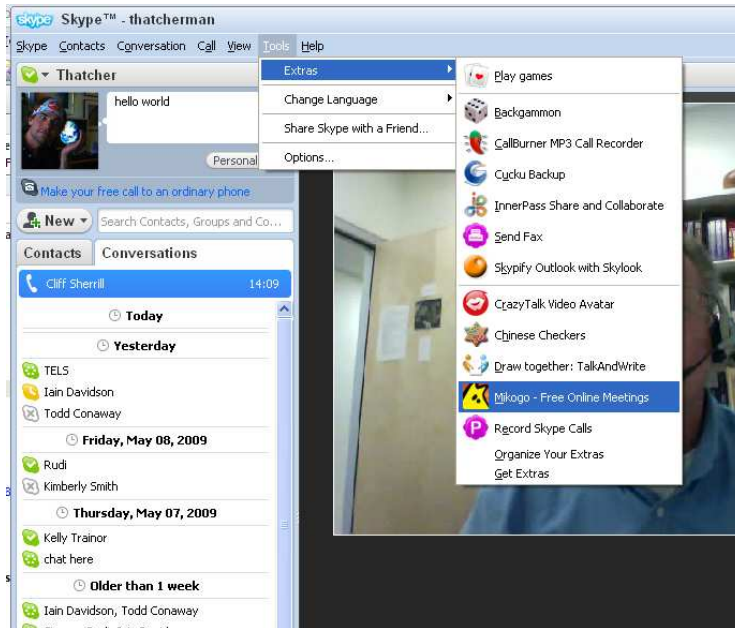 skype Skype™ - thatcherman
Skype Contacts Conversation Call View Tools Help
Thatcher
hello world
Personal
Make your free call to an ordinary phone
New Search Contacts, Groups and Co...
Contacts Conversations
Cliff Sherrill 14:09
Today
Yesterday
TELS
Iain Davidson
Todd Conaway
Friday, May 08, 2009
Rudi
Kimberly Smith
Thursday, May 07, 2009
Kelly Trainor
chat here
Older than 1 week
Iain Davidson, Todd Conaway
Extras
Change Language
Share Skype with a Friend...
Options...
Play games
Backgammon
CallBurner MP3 Call Recorder
Cucku Backup
InnerPass Share and Collaborate
Send Fax
Skypify Outlook with Skylook
CrazyTalk Video Avatar
Chinese Checkers
Draw together: TalkAndWrite
Mikogo - Free Online Meetings
Record Skype Calls
Organize Your Extras
Get Extras